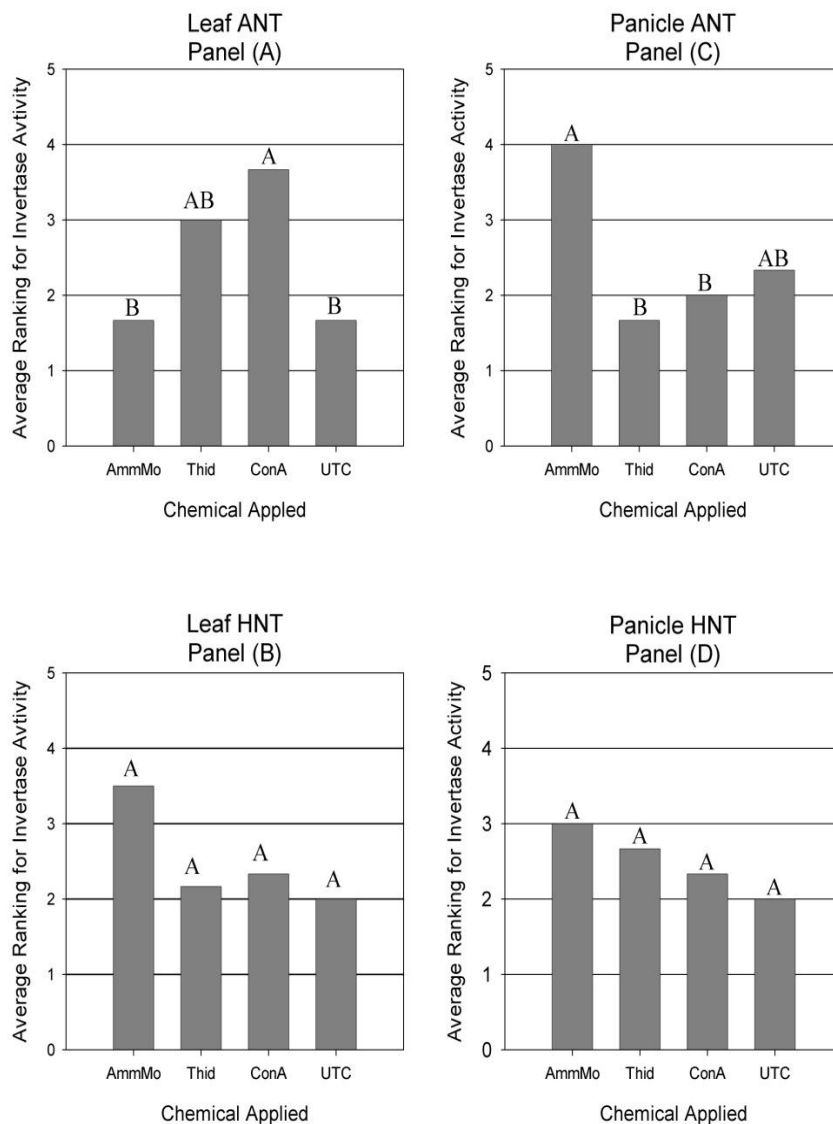 Leaf ANT
Panel (A)
Average Ranking for Invertase Avtivity
5
4
3
2
1
0
B
AB
A
B
AmmMo Thid ConA UTC
Chemical Appled
Panicle ANT
Panel (C)
Average Ranking for Invertase Activity
5
4
3
2
1
0
A
B
B
AB
AmmMo Thid ConA UTC
Chemical Applied
Leaf HNT
Panel (B)
Average Ranking for Invertase Avtivity
5
4
3
2
1
0
A
A
A
A
AmmMo Thid ConA UTC
Chemical Applied
Panicle HNT
Panel (D)
Average Ranking for Invertase Activity
5
4
3
2
1
0
A
A
A
A
AmmMo Thid ConA UTC
Chemical Applied